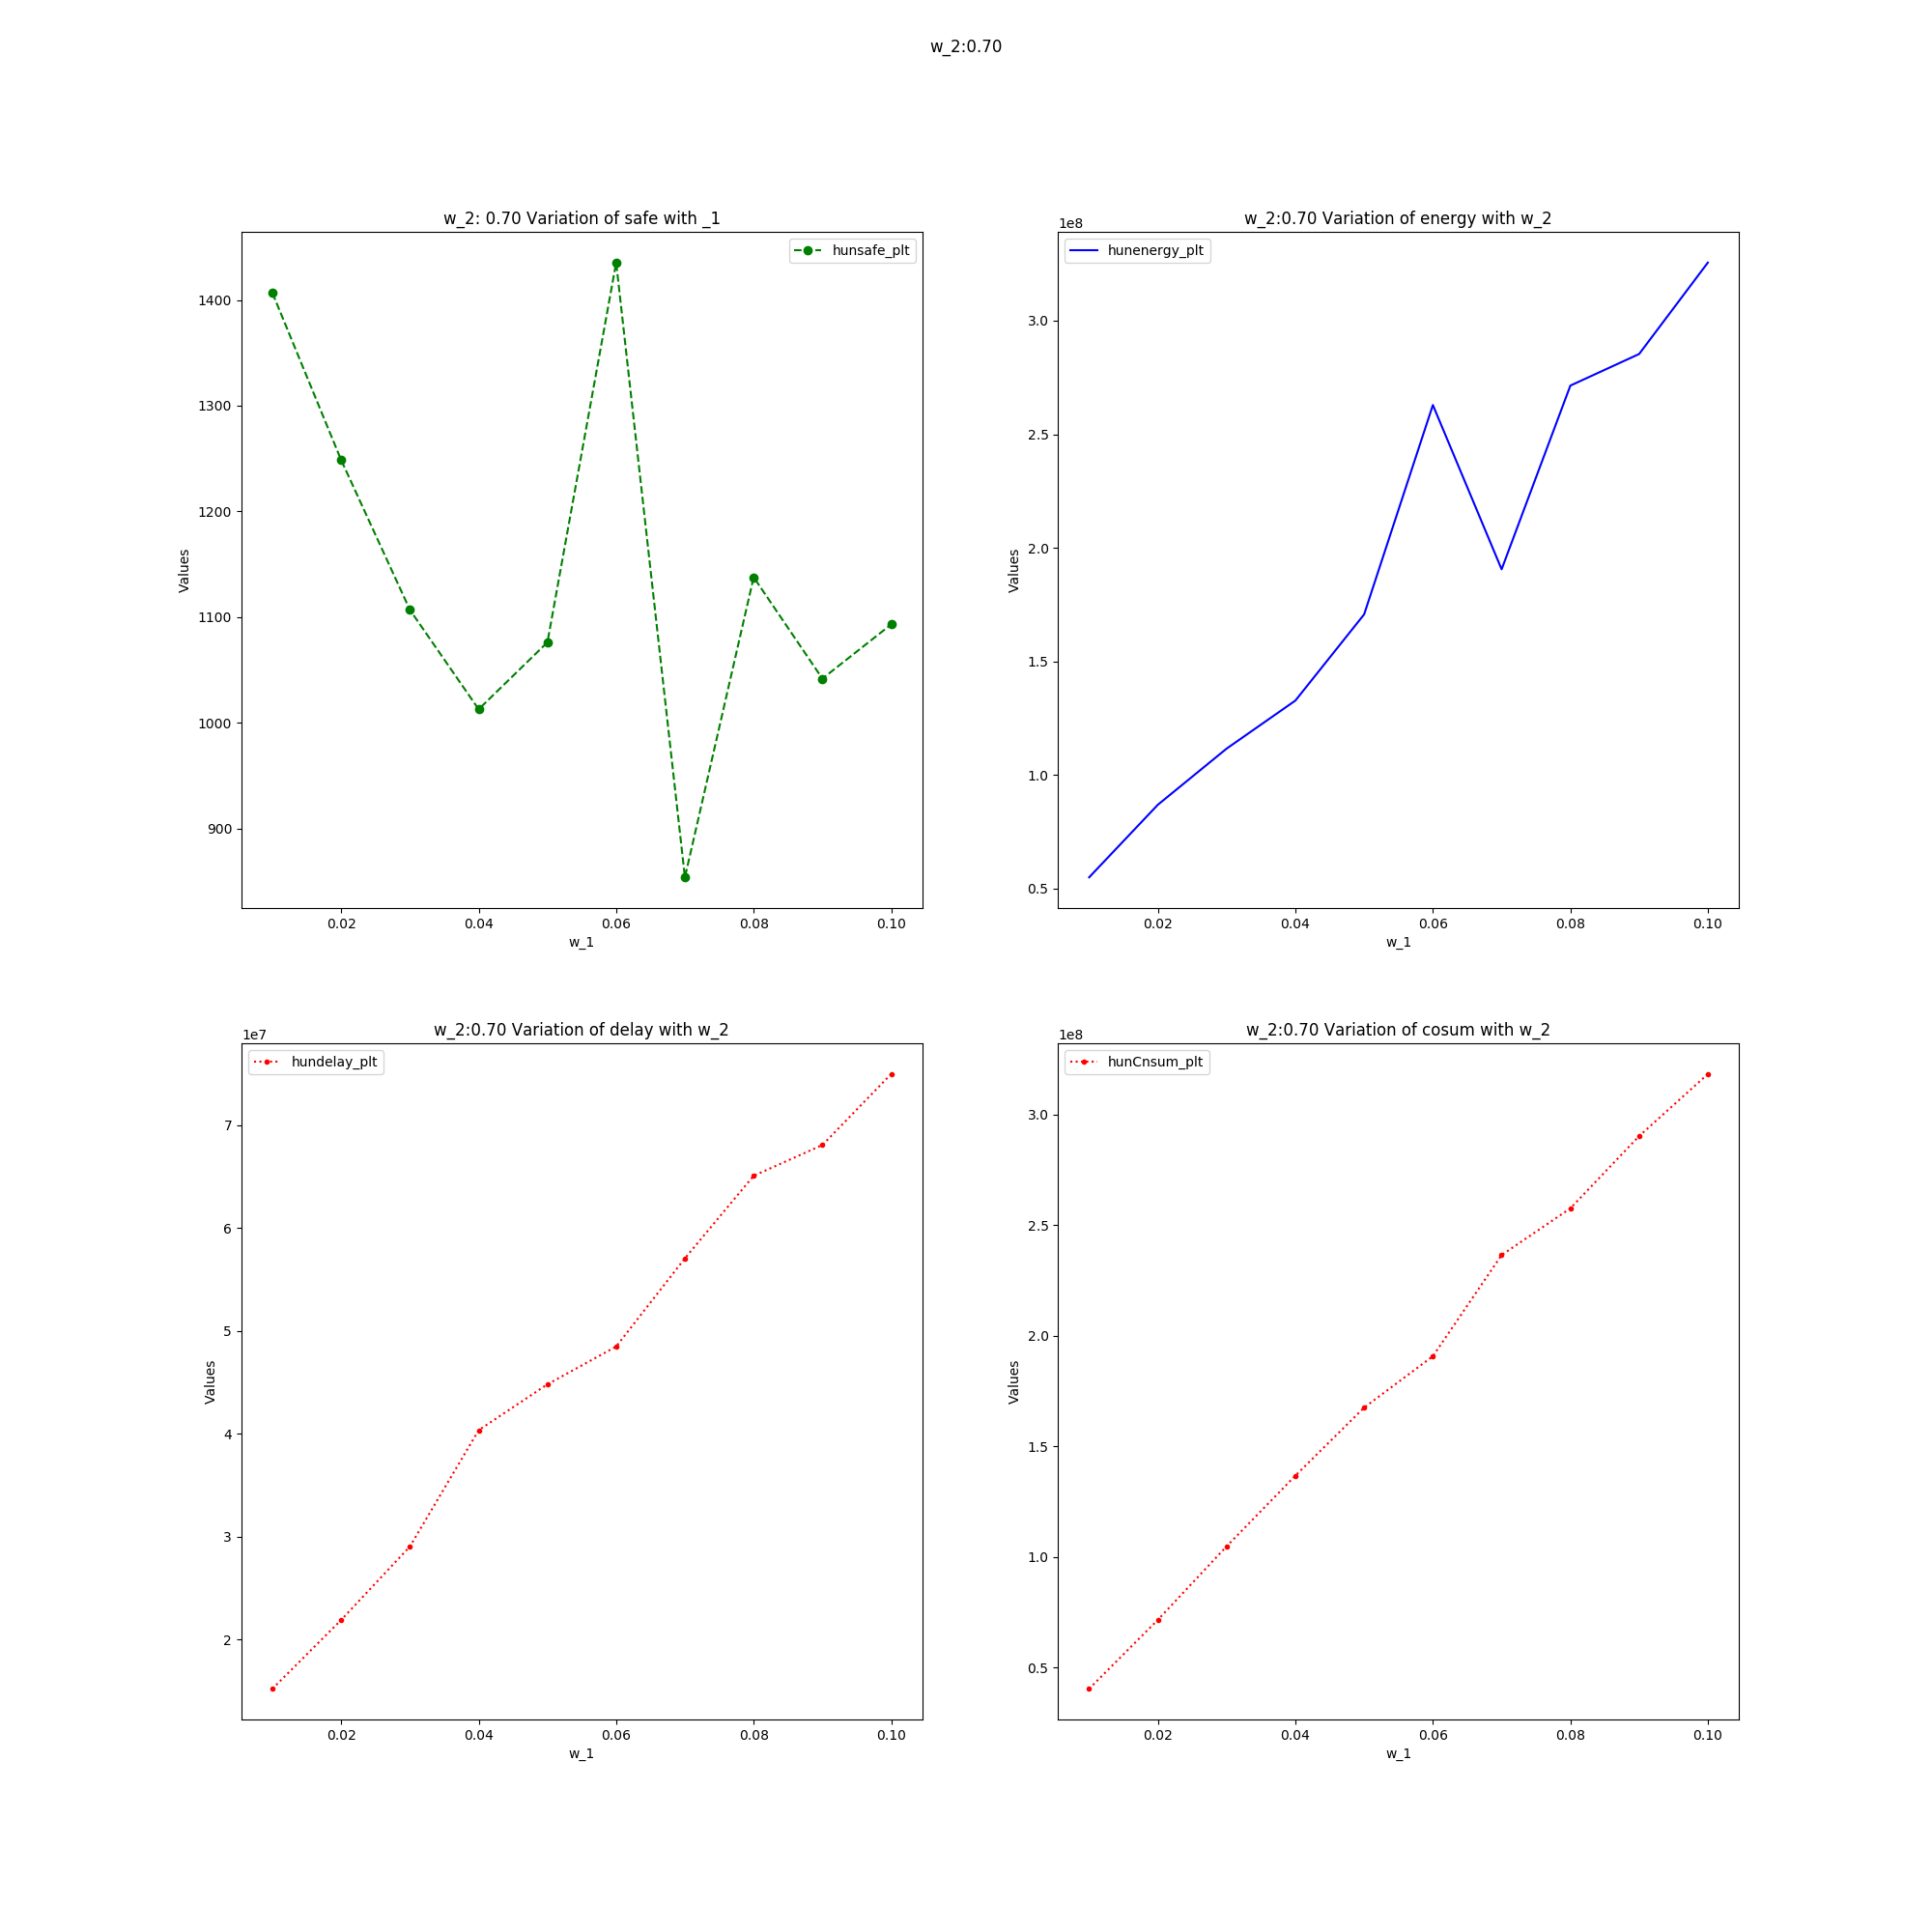 w_2:0.70
w_2: 0.70 Variation of safe with _1
hunsafe_plt
1400
1300
1200
1100
1000
900
Values
0.02 0.04 0.06 0.08 0.10
w_1
w_2:0.70 Variation of energy with w_2
1e8
hunenergy_plt
3.0
2.5
2.0
1.5
1.0
0.5
Values
0.02 0.04 0.06 0.08 0.10
w_1
w_2:0.70 Variation of delay with w_2
1e7
hundelay_plt
7
6
5
4
3
2
Values
0.02 0.04 0.06 0.08 0.10
w_1
w_2:0.70 Variation of cosum with w_2
1e8
hunCnsum_plt
3.0
2.5
2.0
1.5
1.0
0.5
Values
0.02 0.04 0.06 0.08 0.10
w_1